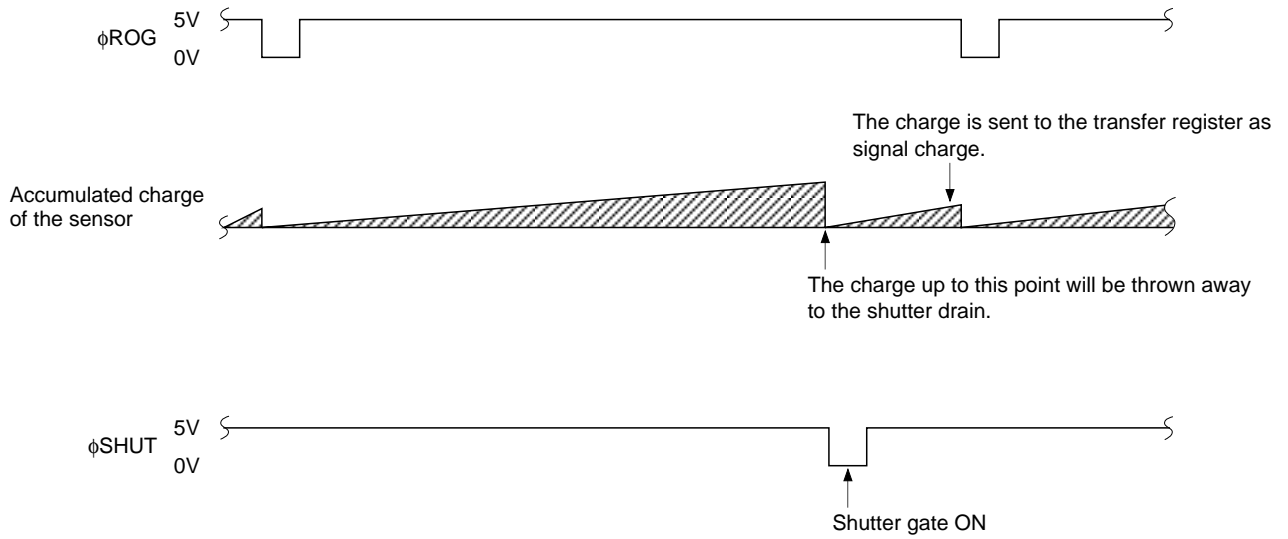 5V
ϕROG
0V
The charge is sent to the transfer register as
signal charge.
Accumulated charge
of the sensor
The charge up to this point will be thrown away
to the shutter drain.
5V
ϕSHUT
0V
Shutter gate ON